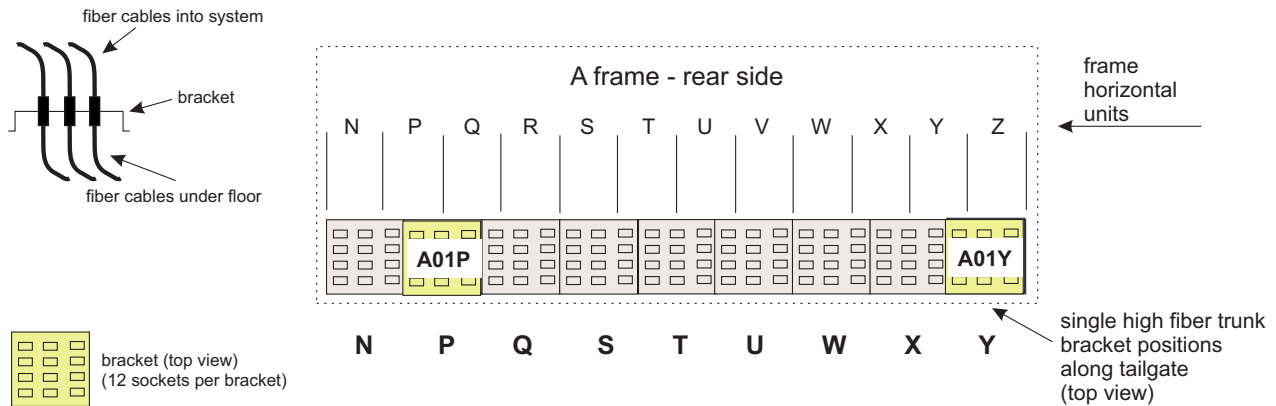 fiber cables into system
bracket
fiber cables under floor
A frame - rear side
frame
horizontal
units
N P Q R S T U V W X Y Z
A01P
A01Y
N P Q S T U W X Y
single high fiber trunk
bracket positions
along tailgate
(top view)
bracket (top view)
(12 sockets per bracket)